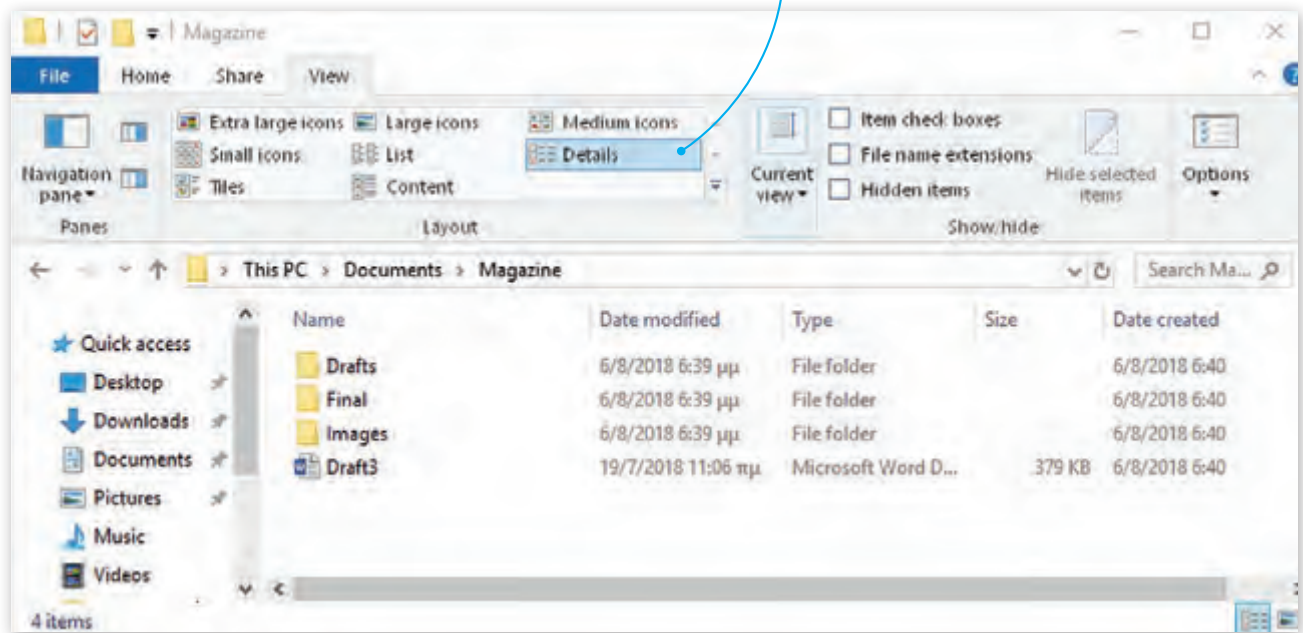 Magazine
File Home Share View
Extra large icons Large icons Medium icons
Small icons List Details
Tiles Content
Navigation pane
Panes
Layout
Current view
Item check boxes
File name extensions
Hidden items
Hide selected items
Show/hide
Options
This PC > Documents > Magazine
Search Ma...
Quick access
Desktop
Downloads
Documents
Pictures
Music
Videos
Name Date modified Type Size Date created
Drafts 6/8/2018 6:39 μμ File folder 6/8/2018 6:40
Final 6/8/2018 6:39 μμ File folder 6/8/2018 6:40
Images 6/8/2018 6:39 μμ File folder 6/8/2018 6:40
Draft3 19/7/2018 11:06 πμ Microsoft Word D... 379 KB 6/8/2018 6:40
4 items